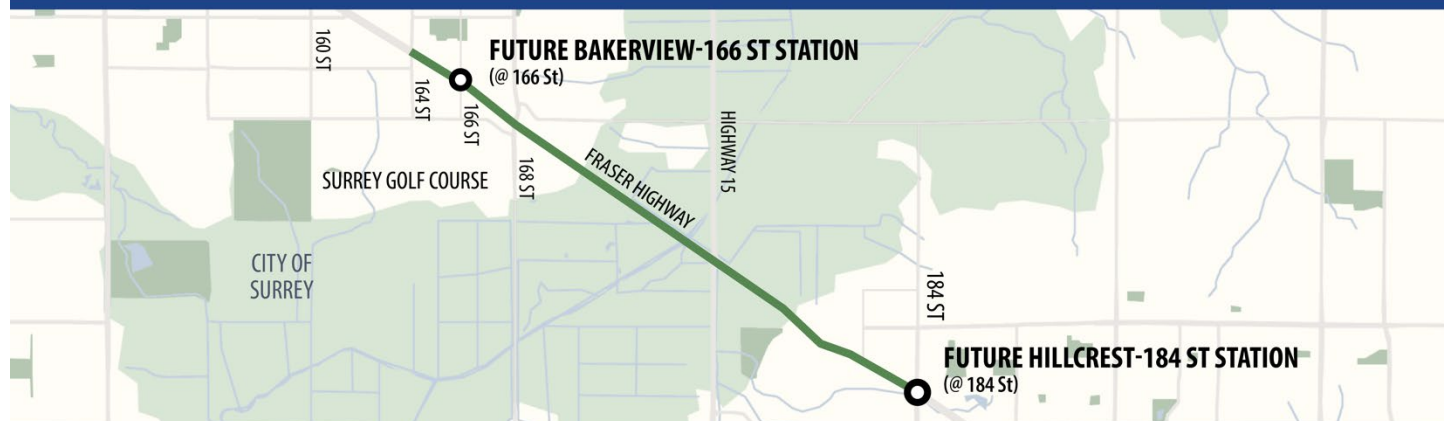 160 ST
FUTURE BAKERVIEW-166 ST STATION
(@ 166 St)
164 ST
166 ST
HIGHWAY 15
168 ST
SURREY GOLF COURSE
FRASER HIGHWAY
CITY OF
SURREY
184 ST
FUTURE HILLCREST-184 ST STATION
(@ 184 St)